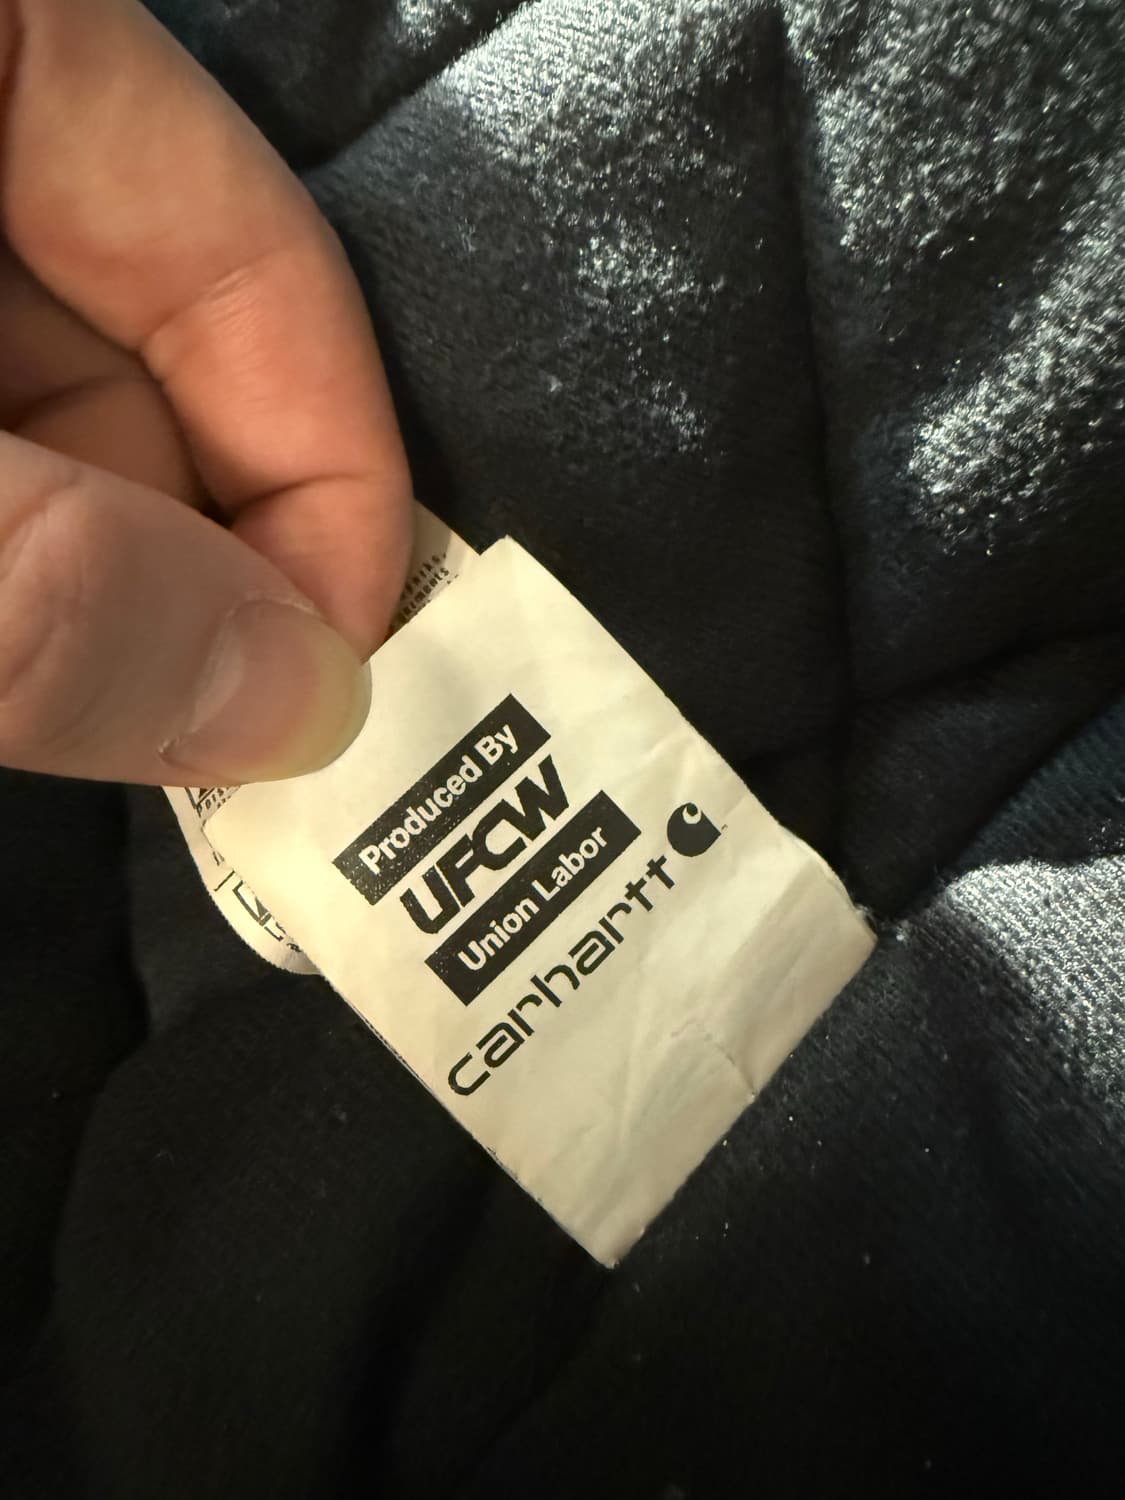 Produced By
UFCW
Union Labor
carhartt